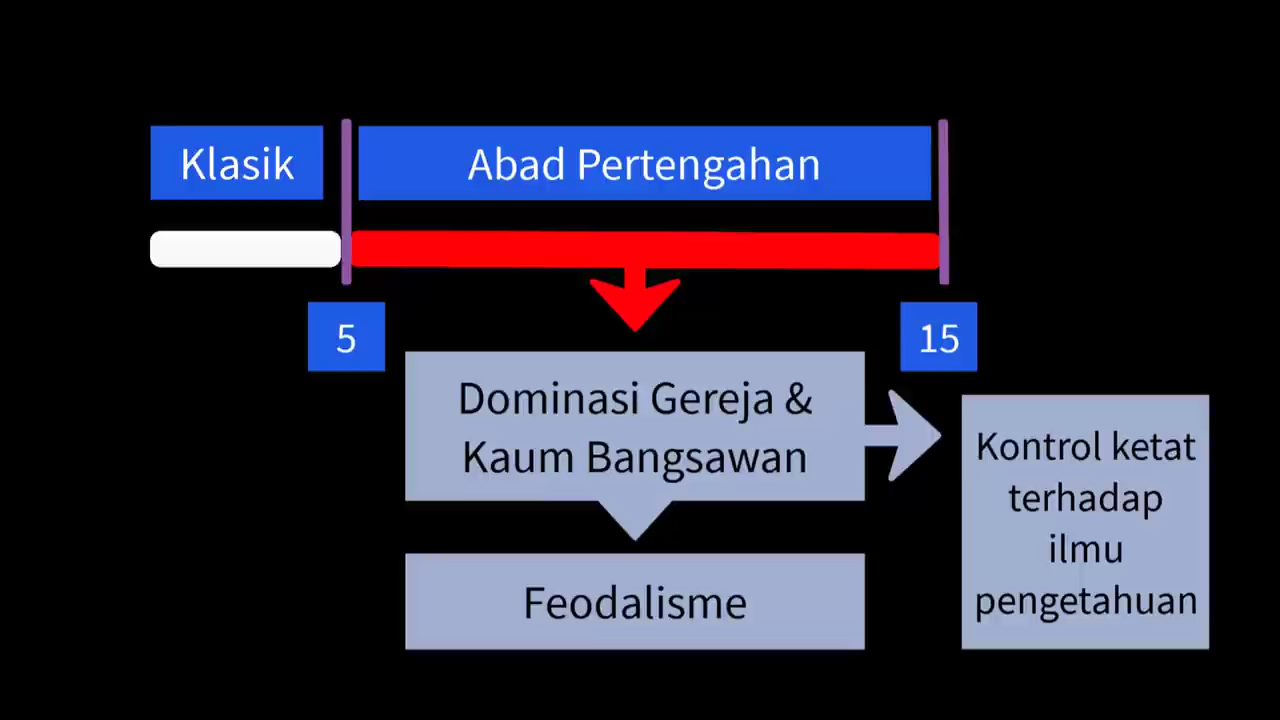 Klasik
Abad Pertengahan
5
15
Dominasi Gereja &
Kaum Bangsawan
Kontrol ketat
terhadap
ilmu
pengetahuan
Feodalisme